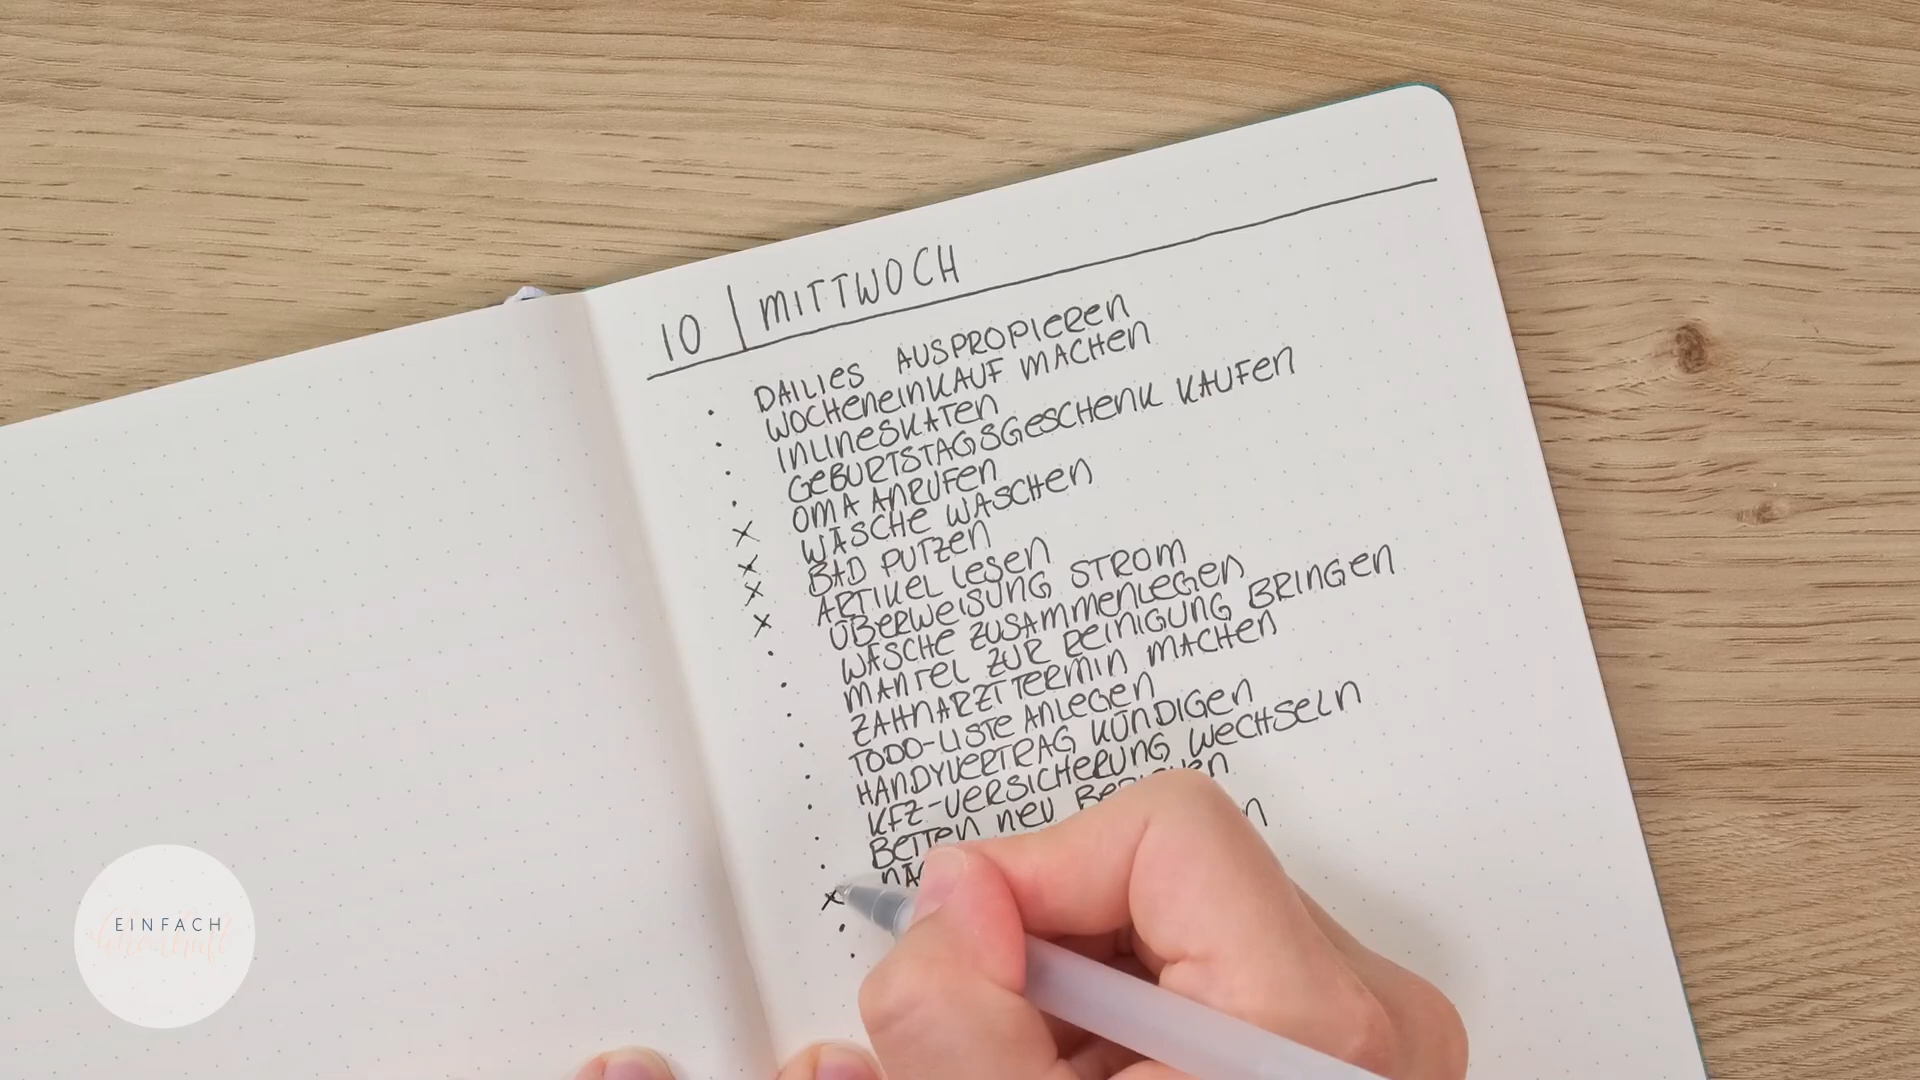 10 | MITTWOCH
DAILIES AUSPROPIEREN
WOCHENEINKAUF MACHEN
INLINESKATEN
GEBURTSTAGSGESCHENK KAUFEN
OMA ANRUFEN
WÄSCHE WASCHEN
BAD PUTZEN
ARTIKEL LESEN
ÜBERWEISUNG STROM
WÄSCHE ZUSAMMENLEGEN
MANTEL ZUR REINIGUNG BRINGEN
ZAHNARZTTERMIN MACHEN
TODO-LISTE ANLEGEN
HANDYVERTRAG KÜNDIGEN
KFZ-VERSICHERUNG WECHSELN
BETTEN NEU
EINFACH